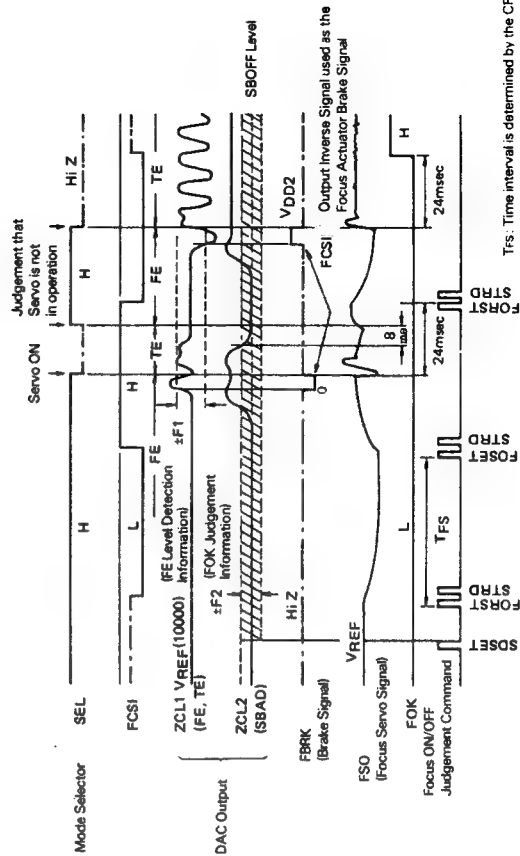 Judgement that
Servo is not
in operation
Servo ON
Mode Selector
SEL
H
H
Hi Z
FCSI
L
H
FE
TE
FE
TE
±F1
ZCL1 VREF (10000)
(FE, TE)
(FE Level Detection
Information)
(FOK Judgement
Information)
DAC Output
±F2
ZCL2
(SBAD)
SBOFF Level
Hi Z
FBRK
(Brake Signal)
0
VDD2
FCSI
Output Inverse Signal used as the
Focus Actuator Brake Signal
VREF
FSO
(Focus Servo Signal)
8
FOK
L
H
Focus ON/OFF
Judgement Command
TFS
24msec
24msec
SDSET
FORST
STRD
FOSET
STRD
FORST
STRD
TFS: Time interval is determined by the